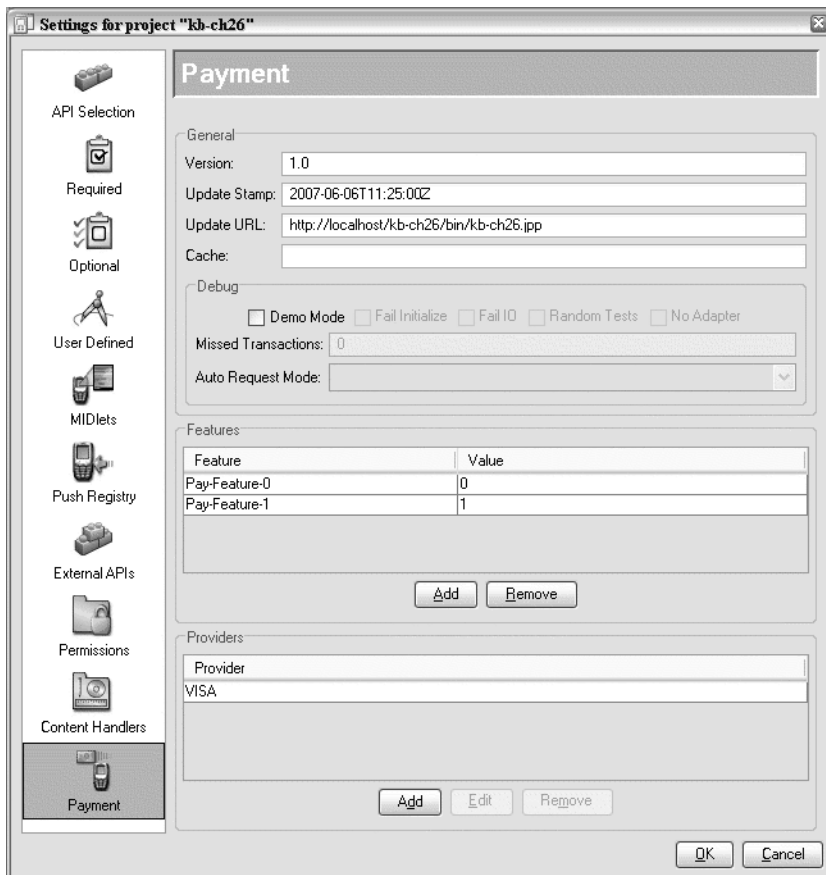 Settings for project "kb-ch26"
API Selection
Required
Optional
User Defined
MIDlets
Push Registry
External APIs
Permissions
Content Handlers
Payment
Payment
General
Version: 1.0
Update Stamp: 2007-06-06T11:25:00Z
Update URL: http://localhost/kb-ch26/bin/kb-ch26.jpp
Cache:
Debug
Demo Mode Fail Initialize Fail IO Random Tests No Adapter
Missed Transactions: 0
Auto Request Mode:
Features
Feature Value
Pay-Feature-0 0
Pay-Feature-1 1
Add Remove
Providers
Provider
VISA
Add Edit Remove
OK Cancel